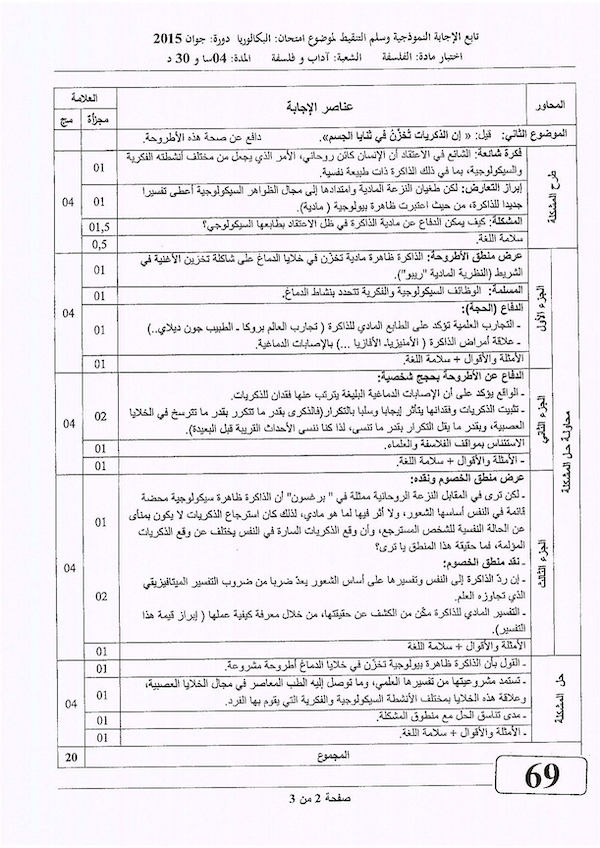 تابع الإجابة النموذجية وسلم التنقيط لموضوع امتحان: البكالوريا دورة: جوان 2015
اختبار مادة: الفلسفة الشعبة: آداب و فلسفة المدة: 04سا و 30 د
المحاور عناصر الإجابة العلامة
مجزأة مج
الموضوع الثاني: قيل: « إن الذكريات تُخزّنُ في ثنايا الجسم». دافع عن صحة هذه الأطروحة.
طرح المشكلة
فكرة شائعة: الشائع في الاعتقاد أن الإنسان كائن روحاني، الأمر الذي يجعل من مختلف أنشطته الفكرية
والسيكولوجية، بما في ذلك الذاكرة ذات طبيعة نفسية. 01
إبراز التعارض: لكن طغيان النزعة المادية وامتدادها إلى مجال الظواهر السيكولوجية أعطى تفسيرا
جديدا للذاكرة، من حيث اعتبرت ظاهرة بيولوجية ( مادية). 01 04
المشكلة: كيف يمكن الدفاع عن مادية الذاكرة في ظل الاعتقاد بطابعها السيكولوجي؟ 01,5
سلامة اللغة. 0,5
محاولة حل المشكلة
الجزء الأول
عرض منطق الأطروحة: الذاكرة ظاهرة مادية تخزّن في خلايا الدماغ على شاكلة تخزين الأغنية في
الشريط (النظرية المادية "ريبو"). 01
المسلمة: الوظائف السيكولوجية والفكرية تتحدد بنشاط الدماغ. 01
الدفاع (الحجة): 04
ـ التجارب العلمية تؤكد على الطابع المادي للذاكرة ( تجارب العالم بروكا ـ الطبيب جون ديلاي..)
ـ علاقة أمراض الذاكرة ( الأمنيزيا- الأفازيا ...) بالإصابات الدماغية. 01
الأمثلة والأقوال + سلامة اللغة. 01
الجزء الثاني
الدفاع عن الأطروحة بحجج شخصية:
ـ الواقع يؤكد على أن الإصابات الدماغية البليغة يترتب عنها فقدان للذكريات.
ـ تثبيت الذكريات وفقدانها يتأثر إيجابا وسلبا بالتكرار(فالذكرى بقدر ما تتكرر بقدر ما تترسخ في الخلايا
العصبية، وبقدر ما يقل التكرار بقدر ما تنسى، لذا كنا ننسى الأحداث القريبة قبل البعيدة). 02 04
الاستئناس بمواقف الفلاسفة والعلماء. 01
ـ الأمثلة والأقوال + سلامة اللغة. 01
الجزء الثالث
عرض منطق الخصوم ونقده:
ـ لكن ترى في المقابل النزعة الروحانية ممثلة في " برغسون" أن الذاكرة ظاهرة سيكولوجية محضة
قائمة في النفس أساسها الشعور، ولا أثر فيها لما هو مادي، لذلك كان استرجاع الذكريات لا يكون بمنأى
عن الحالة النفسية للشخص المسترجع، وأن وقع الذكريات السارة في النفس يختلف عن وقع الذكريات
المؤلمة، فما حقيقة هذا المنطق يا ترى؟ 01
ـ نقد منطق الخصوم: 04
ـ إن ردّ الذاكرة إلى النفس وتفسيرها على أساس الشعور يعدّ ضربا من ضروب التفسير الميتافيزيقي
الذي تجاوزه العلم. 02
ـ التفسير المادي للذاكرة مكّن من الكشف عن حقيقتها، من خلال معرفة كيفية عملها ( إبراز قيمة هذا
التفسير).
الأمثلة والأقوال + سلامة اللغة 01
حل المشكلة
ـ القول بأن الذاكرة ظاهرة بيولوجية تخزّن في خلايا الدماغ أطروحة مشروعة. 01
ـ تستمد مشروعيتها من تفسيرها العلمي، وما توصل إليه الطب المعاصر في مجال الخلايا العصبية،
وعلاقة هذه الخلايا بمختلف الأنشطة السيكولوجية والفكرية التي يقوم بها الفرد. 01 04
ـ مدى تناسق الحل مع منطوق المشكلة. 01
ـ الأمثلة والأقوال + سلامة اللغة. 01
المجموع 20
69
صفحة 2 من 3